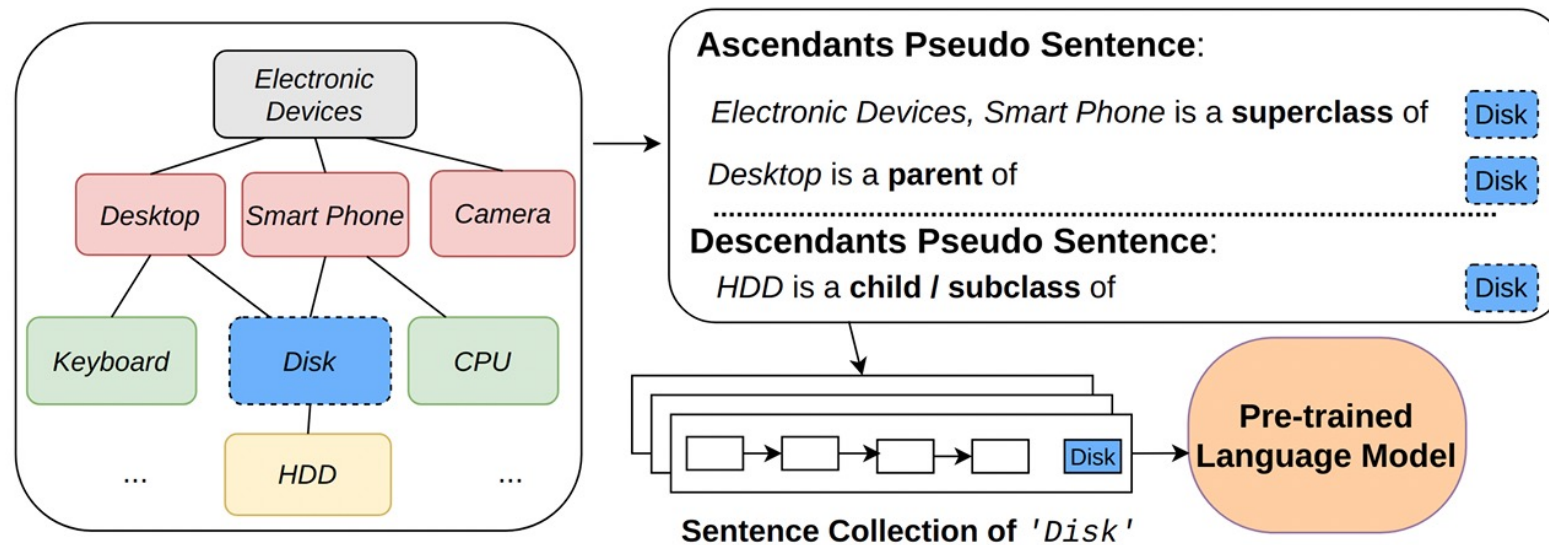 Electronic
Devices
Desktop
Smart Phone
Camera
Keyboard
Disk
CPU
...
HDD
...
Ascendants Pseudo Sentence:
Electronic Devices, Smart Phone is a superclass of Disk
Desktop is a parent of Disk
Descendants Pseudo Sentence:
HDD is a child / subclass of Disk
Disk
Pre-trained
Language Model
Sentence Collection of 'Disk'